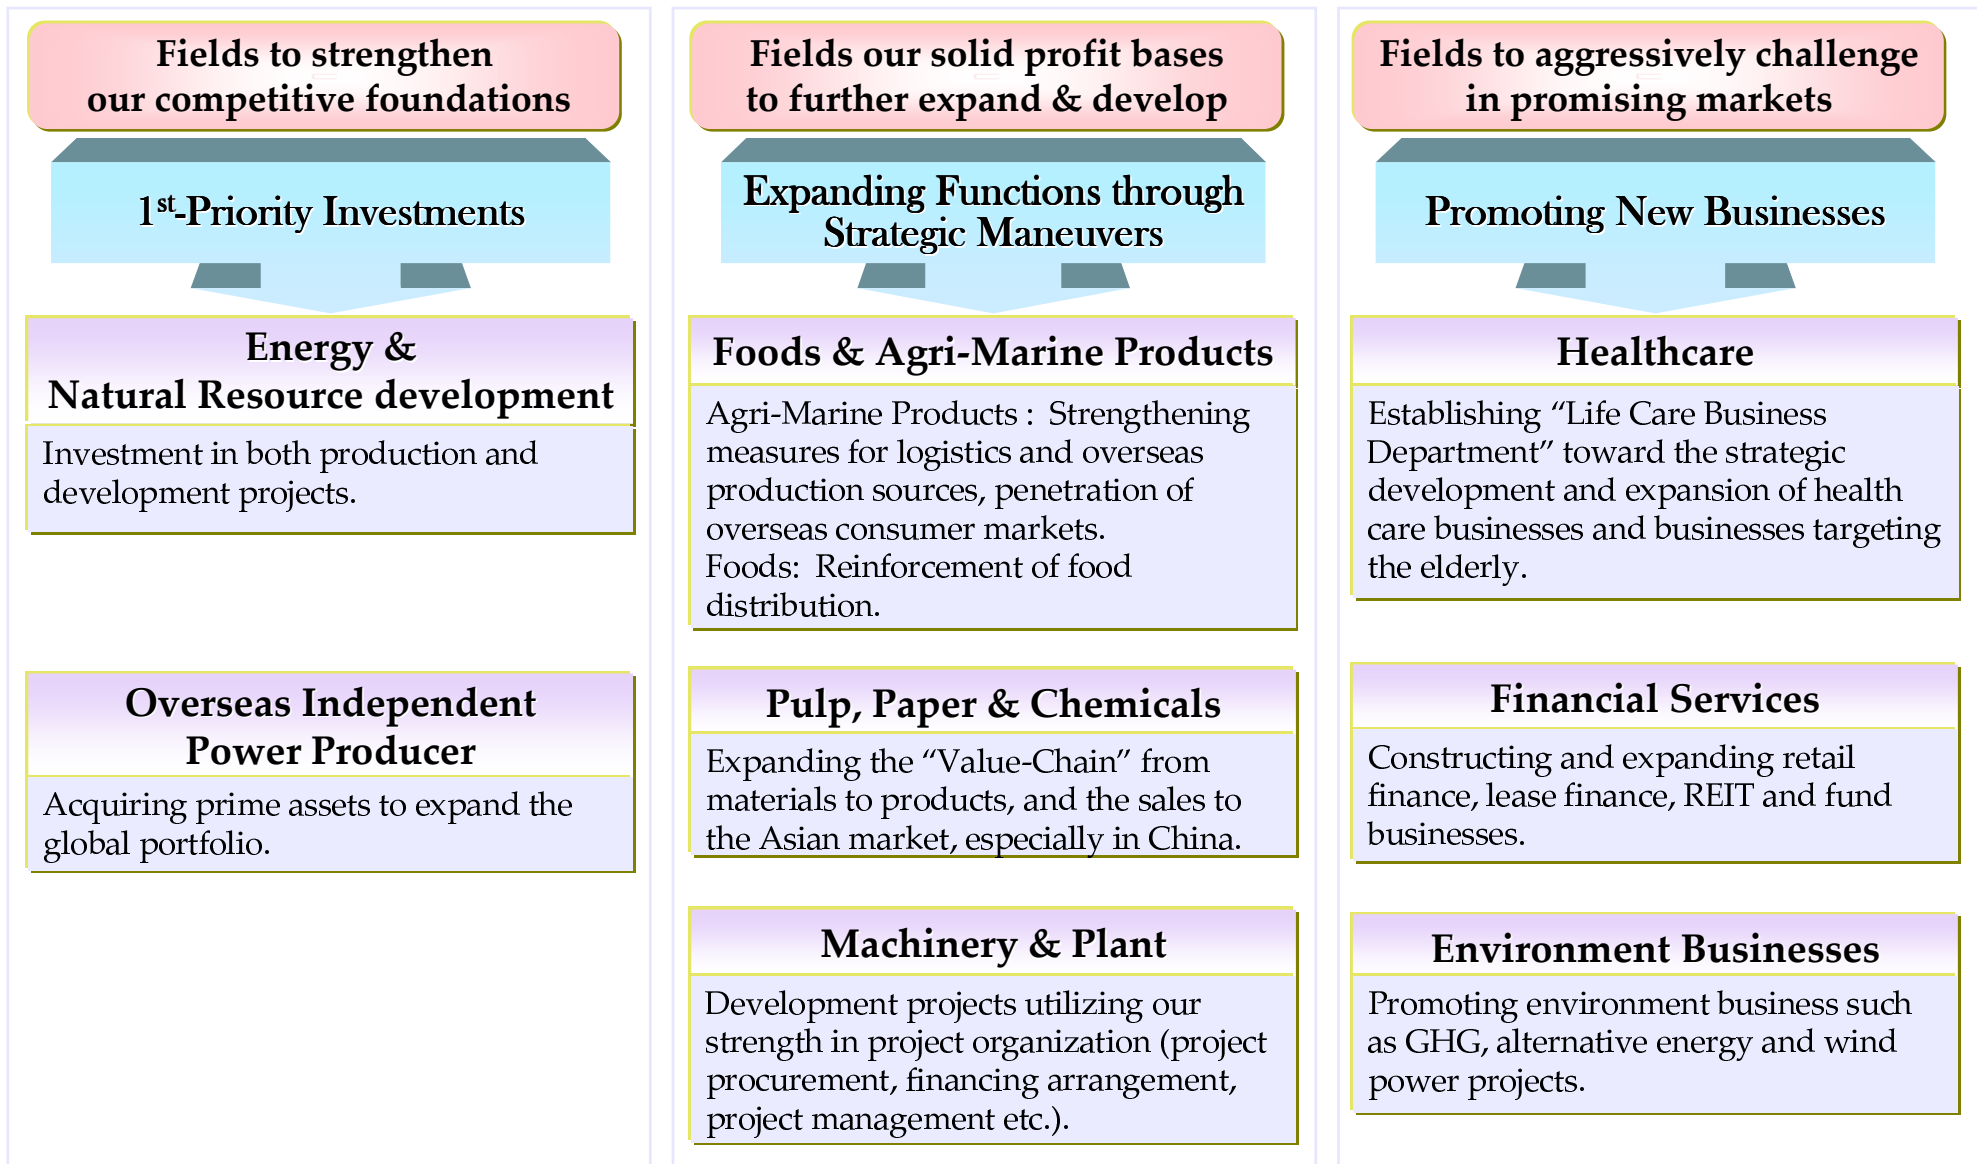 Fields to strengthen
our competitive foundations
1st-Priority Investments
Energy &
Natural Resource development
Investment in both production and
development projects.
Overseas Independent
Power Producer
Acquiring prime assets to expand the
global portfolio.
Fields our solid profit bases
to further expand & develop
Expanding Functions through
Strategic Maneuvers
Foods & Agri-Marine Products
Agri-Marine Products :  Strengthening
measures for logistics and overseas
production sources, penetration of
overseas consumer markets.
Foods:  Reinforcement of food
distribution.
Pulp, Paper & Chemicals
Expanding the “Value-Chain” from
materials to products, and the sales to
the Asian market, especially in China.
Machinery & Plant
Development projects utilizing our
strength in project organization (project
procurement, financing arrangement,
project management etc.).
Fields to aggressively challenge
in promising markets
Promoting New Businesses
Healthcare
Establishing “Life Care Business
Department” toward the strategic
development and expansion of health
care businesses and businesses targeting
the elderly.
Financial Services
Constructing and expanding retail
finance, lease finance, REIT and fund
businesses.
Environment Businesses
Promoting environment business such
as GHG, alternative energy and wind
power projects.